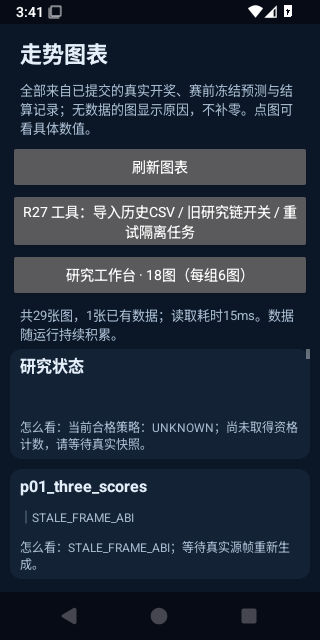 3:41
走势图表
全部来自已提交的真实开奖、赛前冻结预测与结
算记录；无数据的图显示原因，不补零。点图可
看具体数值。
刷新图表
R27 工具：导入历史CSV / 旧研究链开关 / 重
试隔离任务
研究工作台 · 18图（每组6图）
共29张图，1张已有数据；读取耗时15ms。数据
随运行持续积累。
研究状态
怎么看：当前合格策略：UNKNOWN；尚未取得资格
计数，请等待真实快照。
p01_three_scores
STALE_FRAME_ABI
怎么看：STALE_FRAME_ABI；等待真实源帧重新生
成。